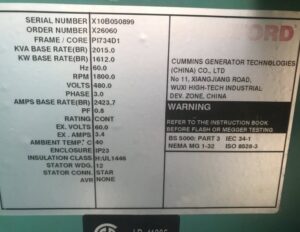 SERIAL NUMBER X10B050899
ORDER NUMBER X26060
FRAME / CORE PI734D1
KVA BASE RATE(BR) 2015.0
KW BASE RATE(BR) 1612.0
Hz 60.0
RPM 1800.0
VOLTS 480.0
PHASE 3.0
AMPS BASE RATE(BR) 2423.7
PF 0.8
RATING CONT
EX. VOLTS 60.0
EX. AMPS 3.4
AMBIENT TEMP.°C 40
ENCLOSURE IP23
INSULATION CLASS H:UL1446
STATOR WDG. 12
STATOR CONN. STAR
AVR NONE
CUMMINS GENERATOR TECHNOLOGIES
(CHINA) CO., LTD
No 11, XIANGJIANG ROAD,
WUXI HIGH-TECH INDUSTRIAL
DEV. ZONE, CHINA
WARNING
REFER TO THE INSTRUCTION BOOK
BEFORE FLASH OR MEGGER TESTING
BS 5000: PART 3 IEC 34-1
NEMA MG 1-32 ISO 8528-3